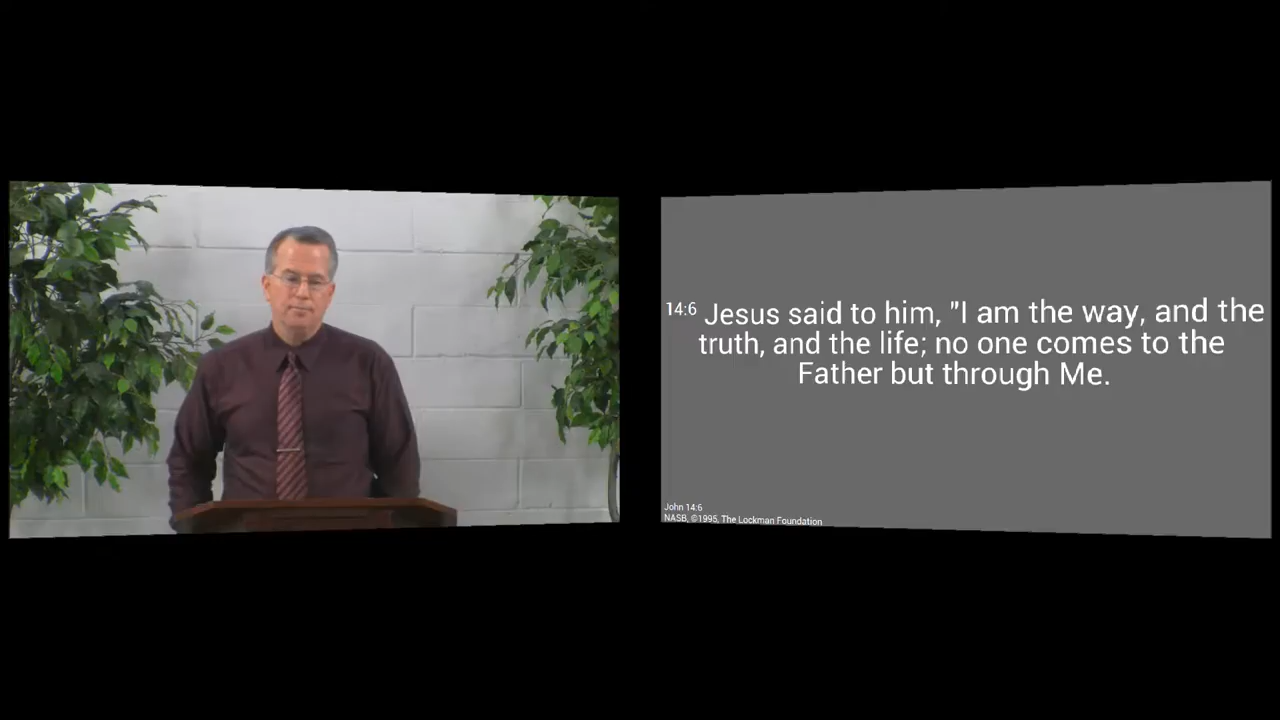 14:6 Jesus said to him, "I am the way, and the
truth, and the life; no one comes to the
Father but through Me.
John 14:6
NASB, ©1995, The Lockman Foundation